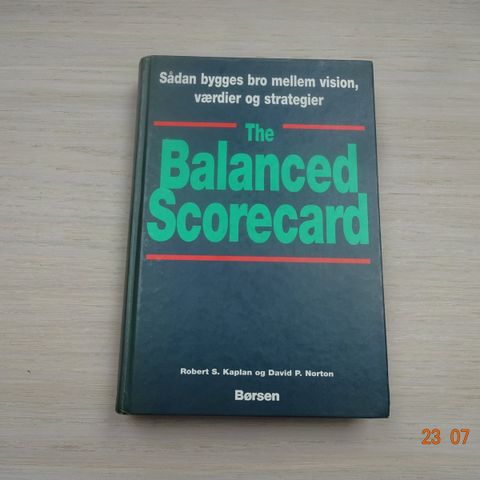 Sådan bygges bro mellem vision,
værdier og strategier
The
Balanced
Scorecard
Robert S. Kaplan og David P. Norton
Børsen
23 07